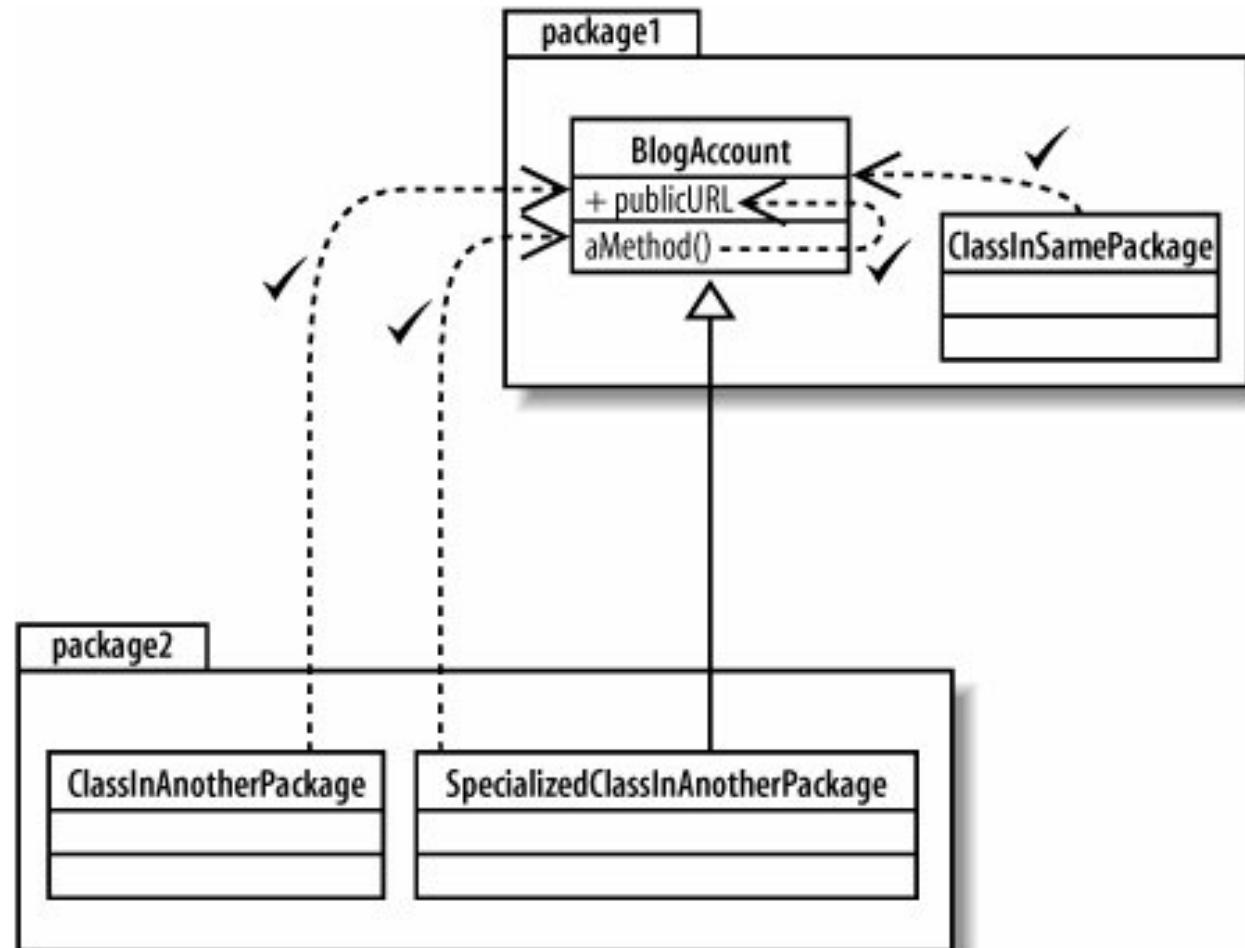 package1
BlogAccount
+ publicURL
aMethod()
ClassInSamePackage
package2
ClassInAnotherPackage
SpecializedClassInAnotherPackage